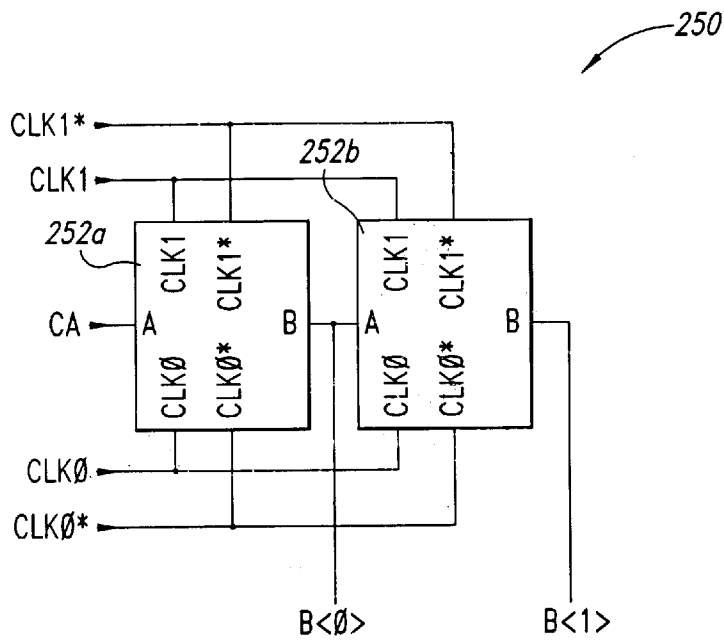 250
CLK1*
CLK1
252b
252a
CLK1
CLK1*
CLK1
CLK1*
CA
A
B
A
B
CLKØ
CLKØ*
CLKØ
CLKØ*
CLKØ
CLKØ*
B<Ø>
B<1>